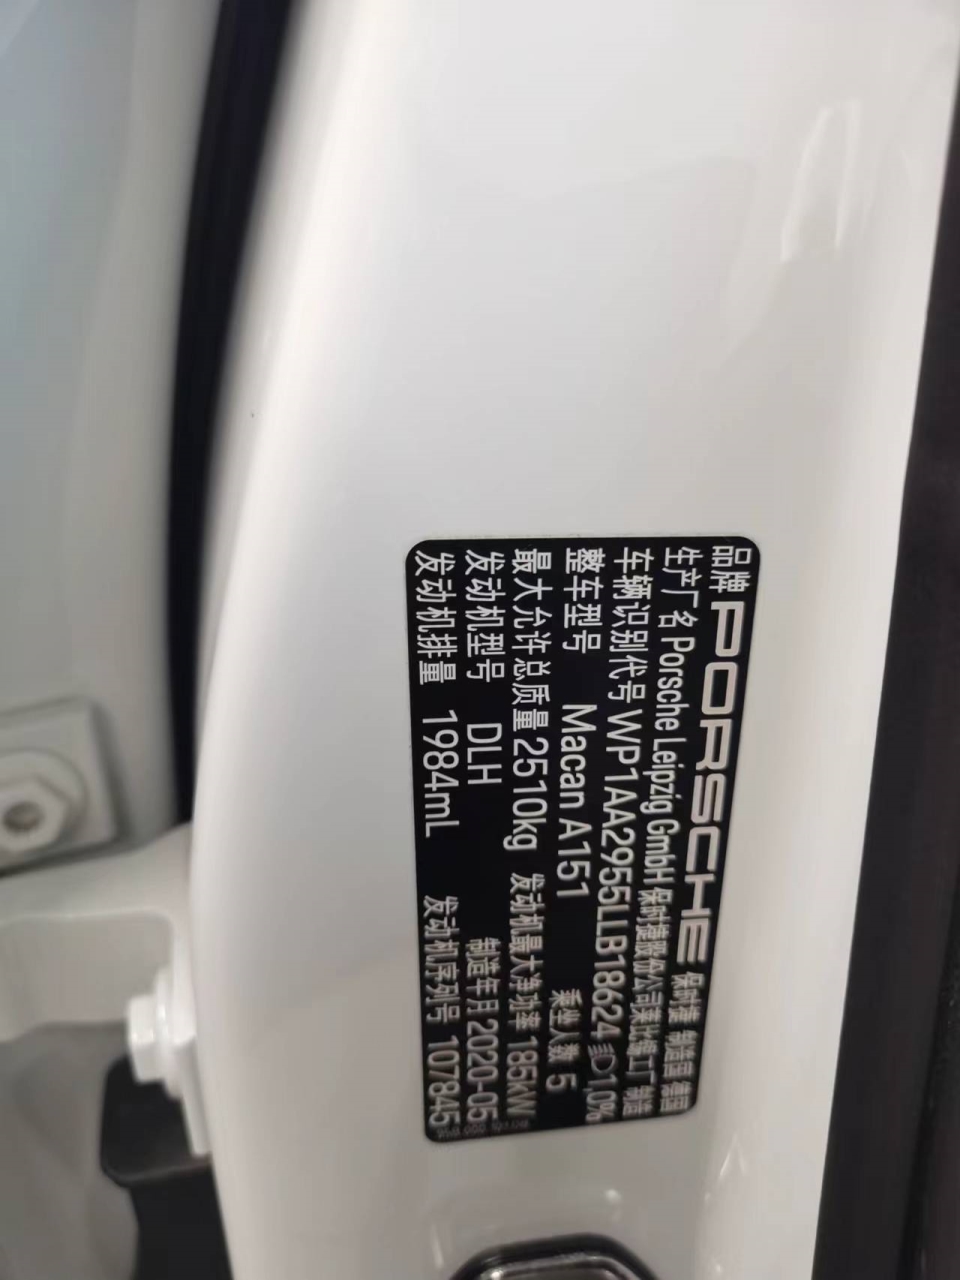 品牌 PORSCHE 保时捷 制造国 德国
生产厂名 Porsche Leipzig GmbH 保时捷股份公司莱比锡工厂 制造
车辆识别代号 WP1AA2955LLB18624 1,0%
整车型号 Macan A151 乘坐人数 5
最大允许总质量 2510kg 发动机最大净功率 185kW
发动机型号 DLH 制造年月 2020-05
发动机排量 1984mL 发动机序列号 107845